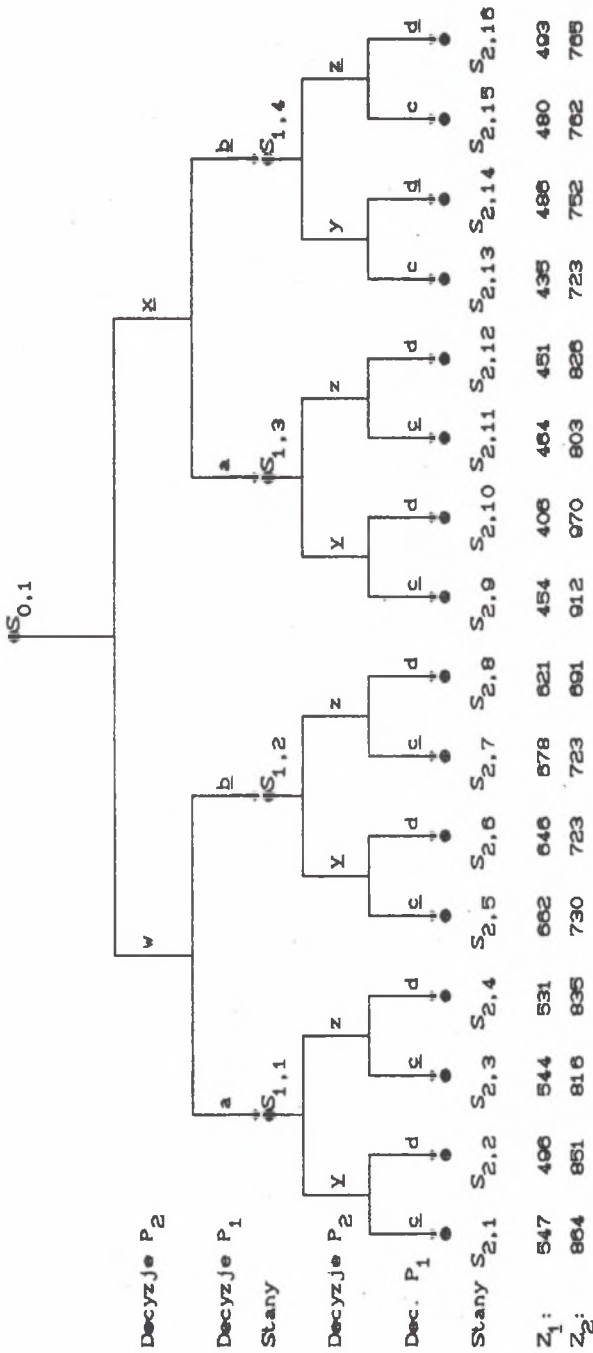 S0,1
Decyzje P2 w x
Decyzje P1 a b a b
Stany S1,1 S1,2 S1,3 S1,4
Decyzje P2 y z y z y z y z
Dec. P1 c d c d c d c d c d c d c d c d
Stany S2,1 S2,2 S2,3 S2,4 S2,5 S2,6 S2,7 S2,8 S2,9 S2,10 S2,11 S2,12 S2,13 S2,14 S2,15 S2,16
Z1: 547 496 544 531 662 646 678 621 454 406 464 451 435 486 480 493
Z2: 864 851 816 835 730 723 723 691 912 970 803 826 723 752 762 765